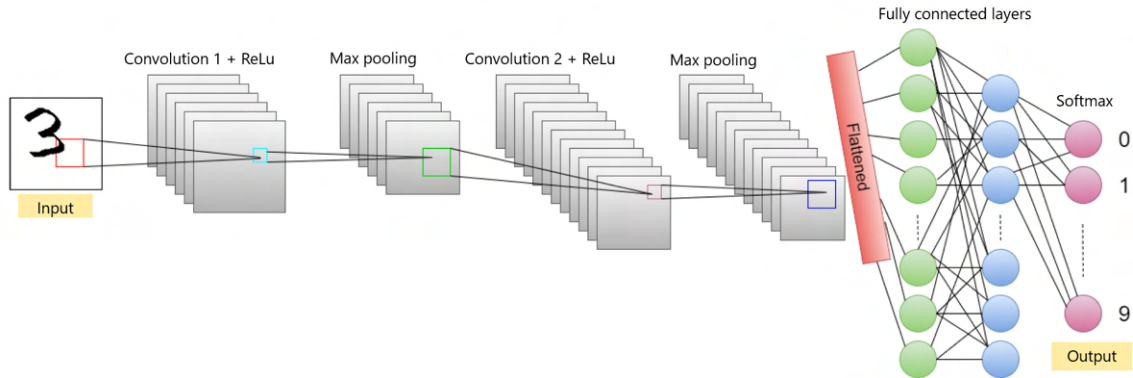 Fully connected layers
Convolution 1 + ReLu
Max pooling
Convolution 2 + ReLu
Max pooling
Softmax
3
Flattened
0
1
9
Input
Output